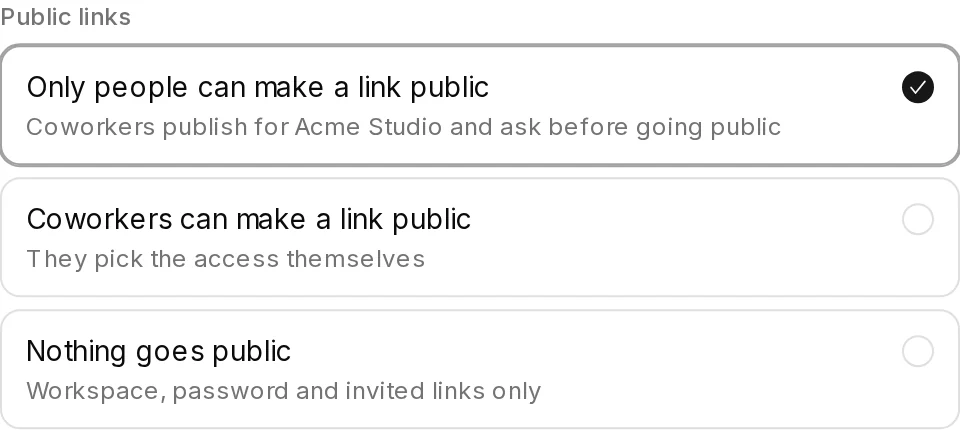 Public links
Only people can make a link public
Coworkers publish for Acme Studio and ask before going public
Coworkers can make a link public
They pick the access themselves
Nothing goes public
Workspace, password and invited links only